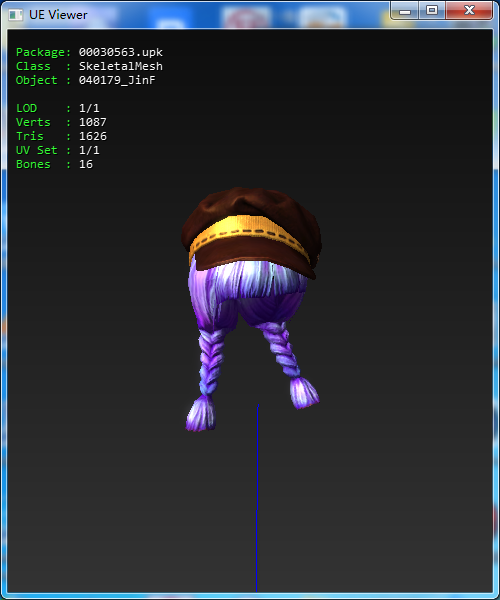 UE Viewer
Package: 00030563.upk
Class : SkeletalMesh
Object : 040179_JinF
LOD : 1/1
Verts : 1087
Tris : 1626
UV Set : 1/1
Bones : 16